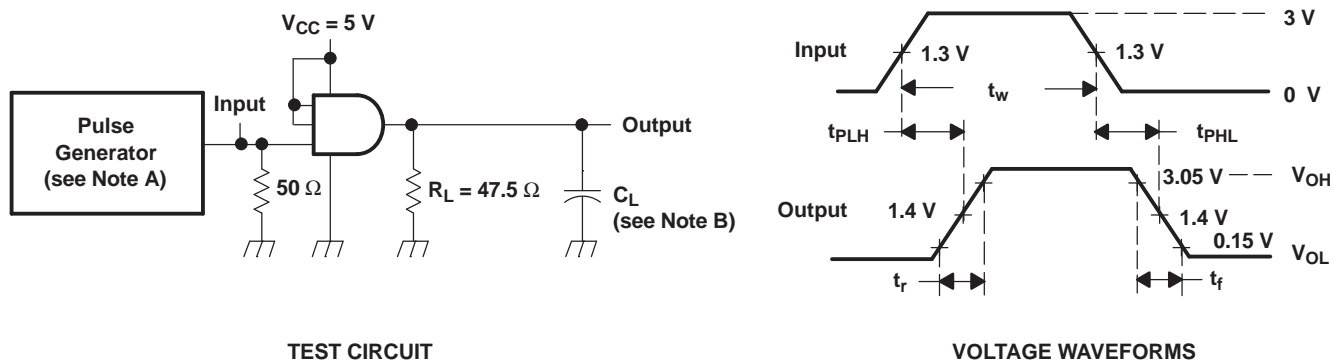 VCC = 5 V
Input
Pulse
Generator
(see Note A)
50 Ω
RL = 47.5 Ω
CL
(see Note B)
Output
TEST CIRCUIT
3 V
Input
1.3 V
1.3 V
tw
0 V
tPLH
tPHL
3.05 V
VOH
Output
1.4 V
1.4 V
0.15 V
VOL
tr
tf
VOLTAGE WAVEFORMS